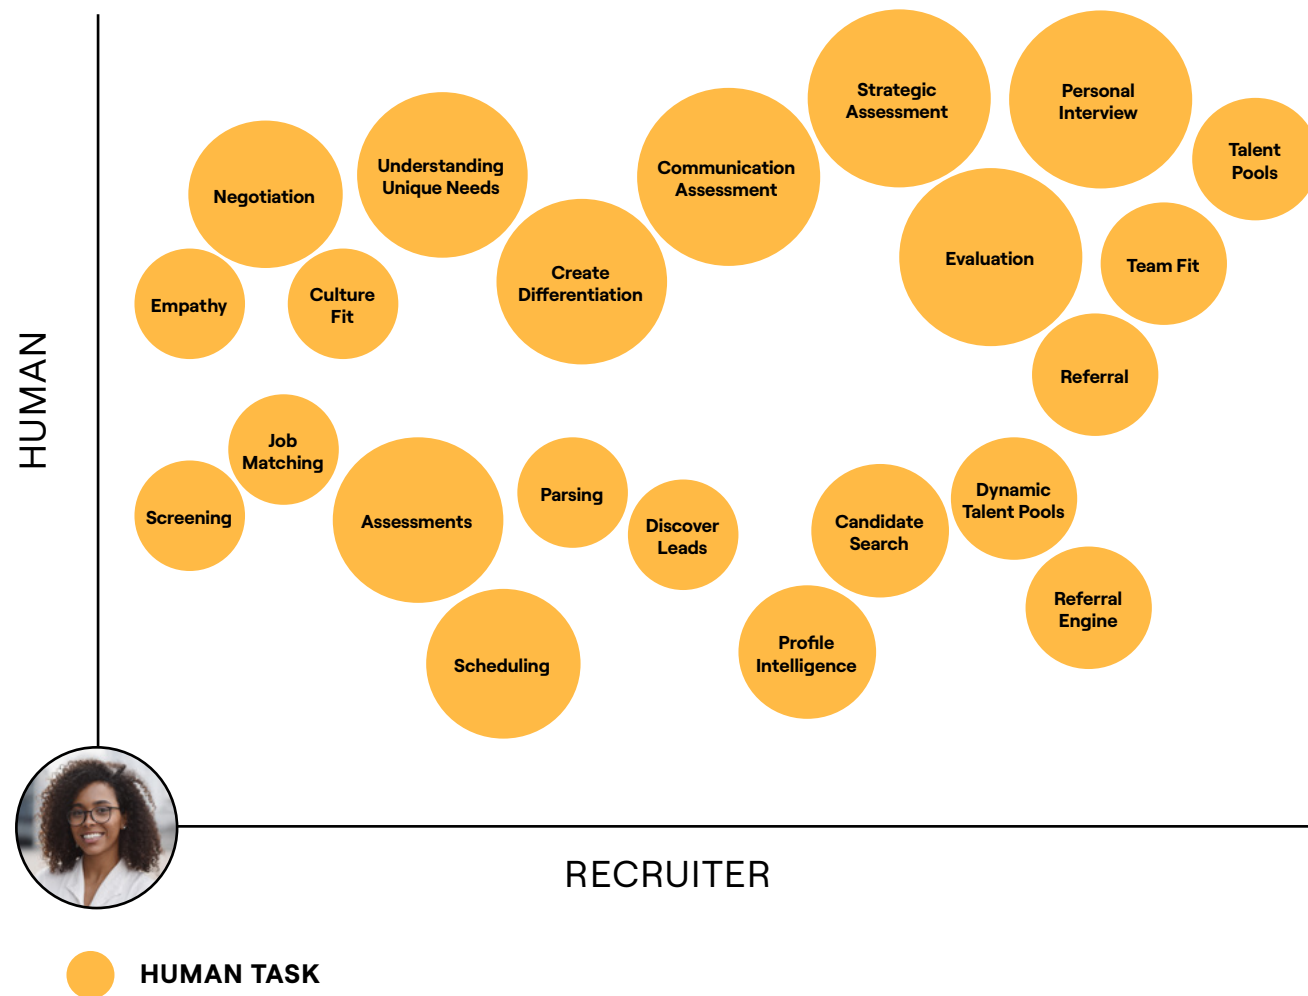 Strategic
Assessment
Personal
Interview
Talent
Pools
Understanding
Unique Needs
Communication
Assessment
Negotiation
Evaluation
Team Fit
Create
Differentiation
Empathy
Culture
Fit
Referral
HUMAN
Job
Matching
Screening
Assessments
Parsing
Discover
Leads
Candidate
Search
Dynamic
Talent Pools
Referral
Engine
Scheduling
Profile
Intelligence
RECRUITER
HUMAN TASK